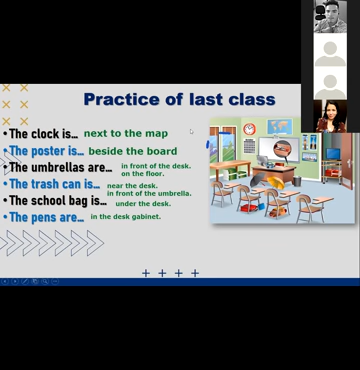 Practice of last class
•The clock is... next to the map
•The poster is... beside the board
•The umbrellas are... in front of the desk.
on the floor.
•The trash can is... near the desk.
in front of the umbrella.
•The school bag is... under the desk.
•The pens are... in the desk gabinet.